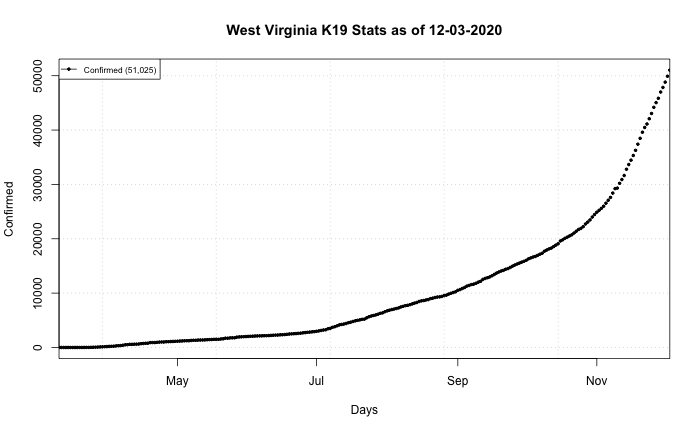 West Virginia K19 Stats as of 12-03-2020
Confirmed (51,025)
Confirmed
50000
40000
30000
20000
10000
0
May Jul Sep Nov
Days